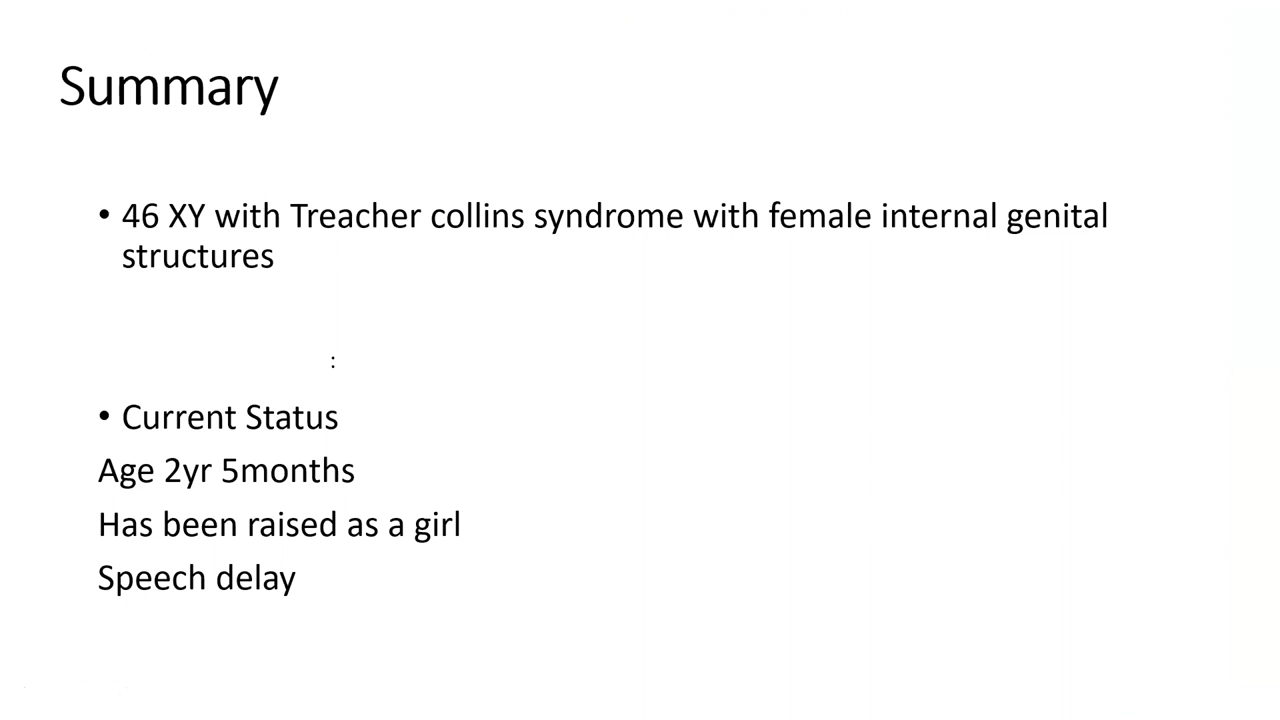 Summary
• 46 XY with Treacher collins syndrome with female internal genital
structures
:
• Current Status
Age 2yr 5months
Has been raised as a girl
Speech delay